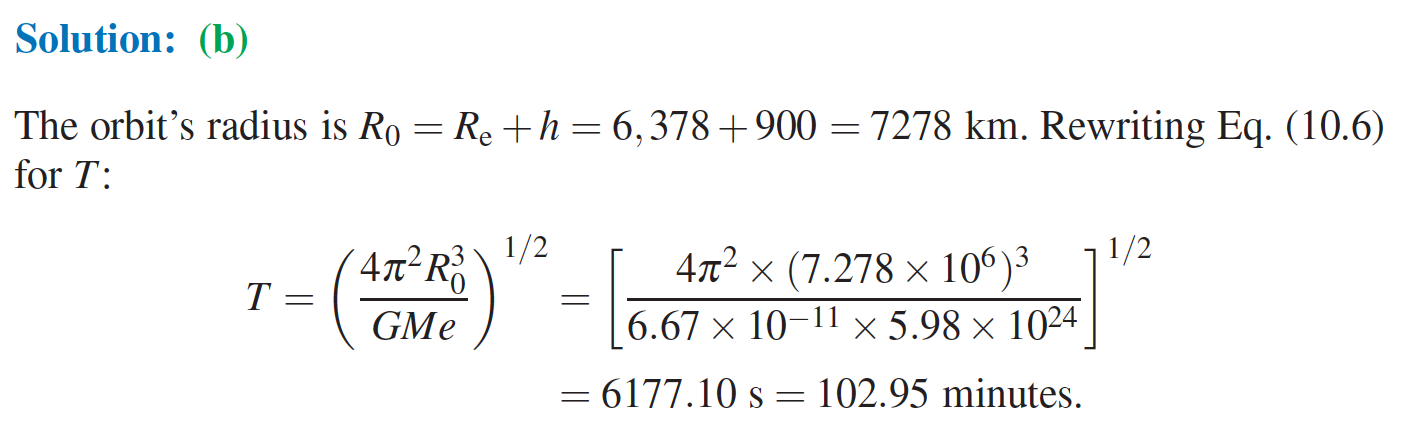 Solution: (b)
The orbit's radius is R₀ = Rₑ + h = 6,378 + 900 = 7278 km. Rewriting Eq. (10.6)
for T:
T = (4π²R₀³ / GMe)^1/2 = [4π² × (7.278 × 10⁶)³ / 6.67 × 10⁻¹¹ × 5.98 × 10²⁴]^1/2
= 6177.10 s = 102.95 minutes.